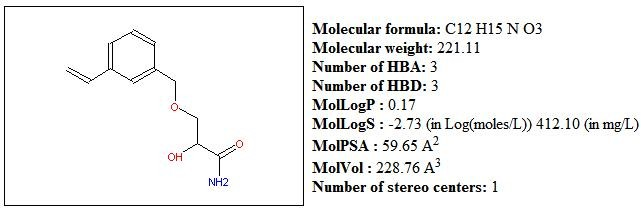 O
O
OH
NH2
Molecular formula: C12 H15 N O3
Molecular weight: 221.11
Number of HBA: 3
Number of HBD: 3
MolLogP : 0.17
MolLogS : -2.73 (in Log(moles/L)) 412.10 (in mg/L)
MolPSA : 59.65 A2
MolVol : 228.76 A3
Number of stereo centers: 1